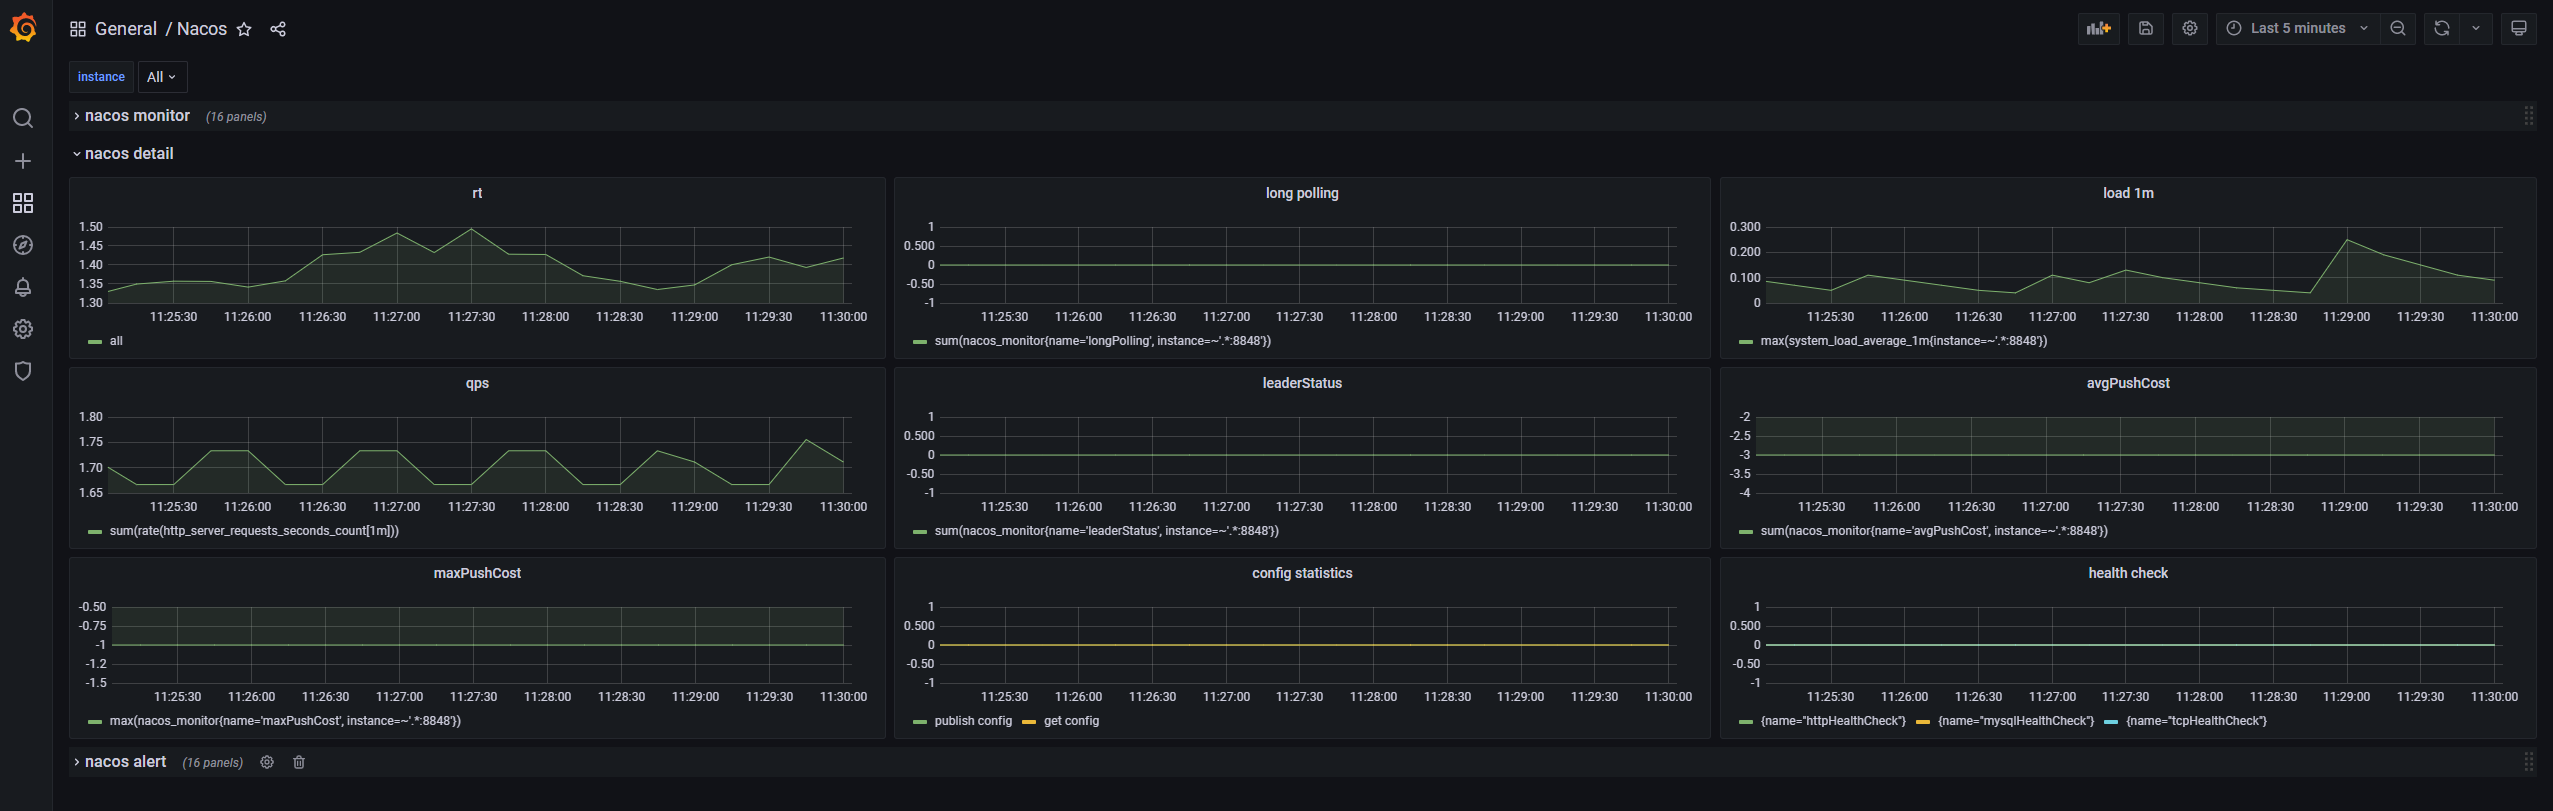 General / Nacos
Last 5 minutes
instance All
nacos monitor (16 panels)
nacos detail
rt
1.50
1.45
1.40
1.35
1.30
11:25:30 11:26:00 11:26:30 11:27:00 11:27:30 11:28:00 11:28:30 11:29:00 11:29:30 11:30:00
all
long polling
1
0.500
0
-0.50
-1
11:25:30 11:26:00 11:26:30 11:27:00 11:27:30 11:28:00 11:28:30 11:29:00 11:29:30 11:30:00
sum(nacos_monitor{name='longPolling', instance=~'.*:8848'})
load 1m
0.300
0.200
0.100
0
11:25:30 11:26:00 11:26:30 11:27:00 11:27:30 11:28:00 11:28:30 11:29:00 11:29:30 11:30:00
max(system_load_average_1m{instance=~'.*:8848'})
qps
1.80
1.75
1.70
1.65
11:25:30 11:26:00 11:26:30 11:27:00 11:27:30 11:28:00 11:28:30 11:29:00 11:29:30 11:30:00
sum(rate(http_server_requests_seconds_count[1m]))
leaderStatus
1
0.500
0
-0.50
-1
11:25:30 11:26:00 11:26:30 11:27:00 11:27:30 11:28:00 11:28:30 11:29:00 11:29:30 11:30:00
sum(nacos_monitor{name='leaderStatus', instance=~'.*:8848'})
avgPushCost
-2
-2.5
-3
-3.5
-4
11:25:30 11:26:00 11:26:30 11:27:00 11:27:30 11:28:00 11:28:30 11:29:00 11:29:30 11:30:00
sum(nacos_monitor{name='avgPushCost', instance=~'.*:8848'})
maxPushCost
-0.50
-0.75
-1
-1.2
-1.5
11:25:30 11:26:00 11:26:30 11:27:00 11:27:30 11:28:00 11:28:30 11:29:00 11:29:30 11:30:00
max(nacos_monitor{name='maxPushCost', instance=~'.*:8848'})
config statistics
1
0.500
0
-0.50
-1
11:25:30 11:26:00 11:26:30 11:27:00 11:27:30 11:28:00 11:28:30 11:29:00 11:29:30 11:30:00
publish config get config
health check
1
0.500
0
-0.50
-1
11:25:30 11:26:00 11:26:30 11:27:00 11:27:30 11:28:00 11:28:30 11:29:00 11:29:30 11:30:00
{name="httpHealthCheck"} {name="mysqlHealthCheck"} {name="tcpHealthCheck"}
nacos alert (16 panels)